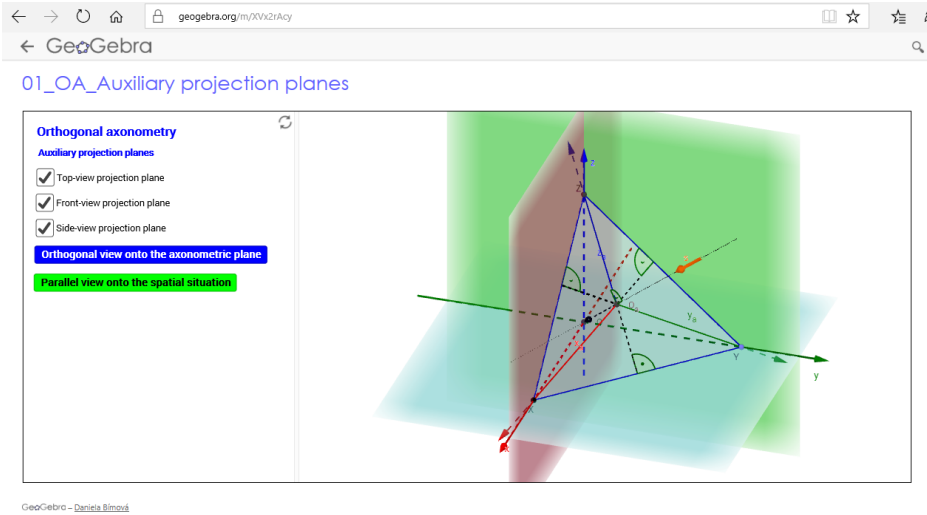 geogebra.org/m/XVx2rAcy
GeoGebra
01_OA_Auxiliary projection planes
Orthogonal axonometry
Auxiliary projection planes
Top-view projection plane
Front-view projection plane
Side-view projection plane
Orthogonal view onto the axonometric plane
Parallel view onto the spatial situation
z
Z
yₐ
Y
y
X
x
GeoGebra – Daniela Bímová